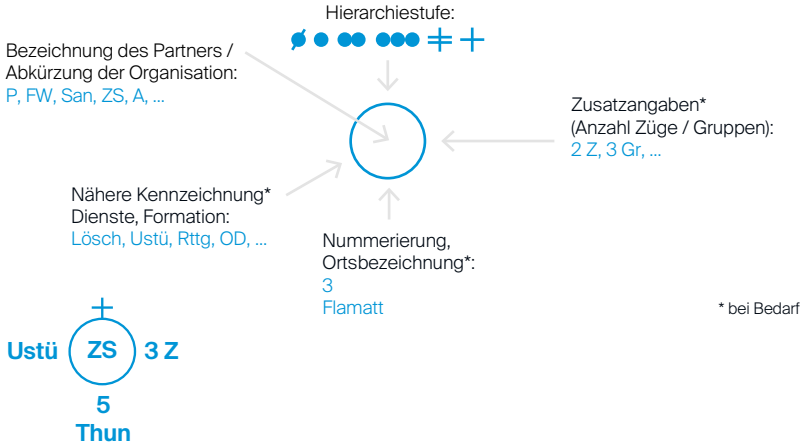 Hierarchiestufe:
Bezeichnung des Partners /
Abkürzung der Organisation:
P, FW, San, ZS, A, ...
Zusatzangaben*
(Anzahl Züge / Gruppen):
2 Z, 3 Gr, ...
Nähere Kennzeichnung*
Dienste, Formation:
Lösch, Ustü, Rttg, OD, ...
Nummerierung,
Ortsbezeichnung*:
3
Flamatt
* bei Bedarf
Ustü ZS 3 Z
5
Thun